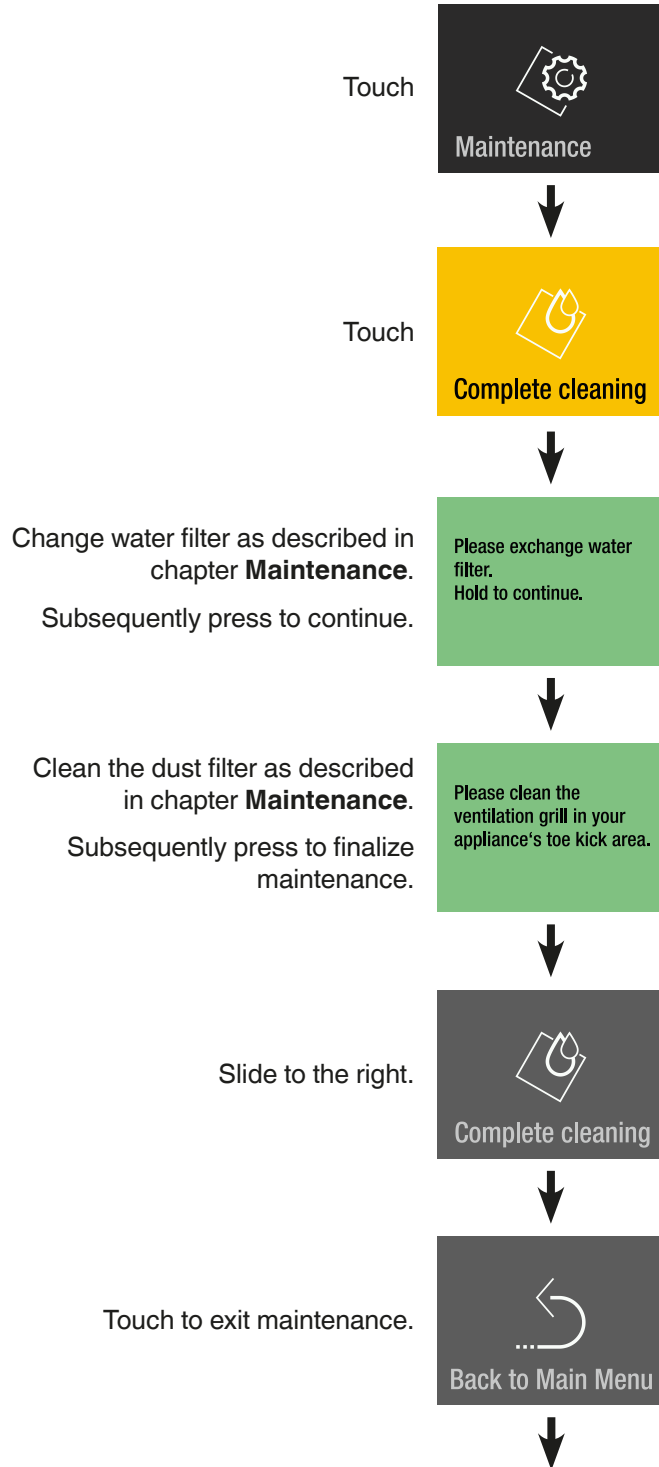 Touch
Maintenance
Touch
Complete cleaning
Change water filter as described in
chapter Maintenance.
Subsequently press to continue.
Please exchange water
filter.
Hold to continue.
Clean the dust filter as described
in chapter Maintenance.
Subsequently press to finalize
maintenance.
Please clean the
ventilation grill in your
appliance‘s toe kick area.
Slide to the right.
Complete cleaning
Touch to exit maintenance.
Back to Main Menu